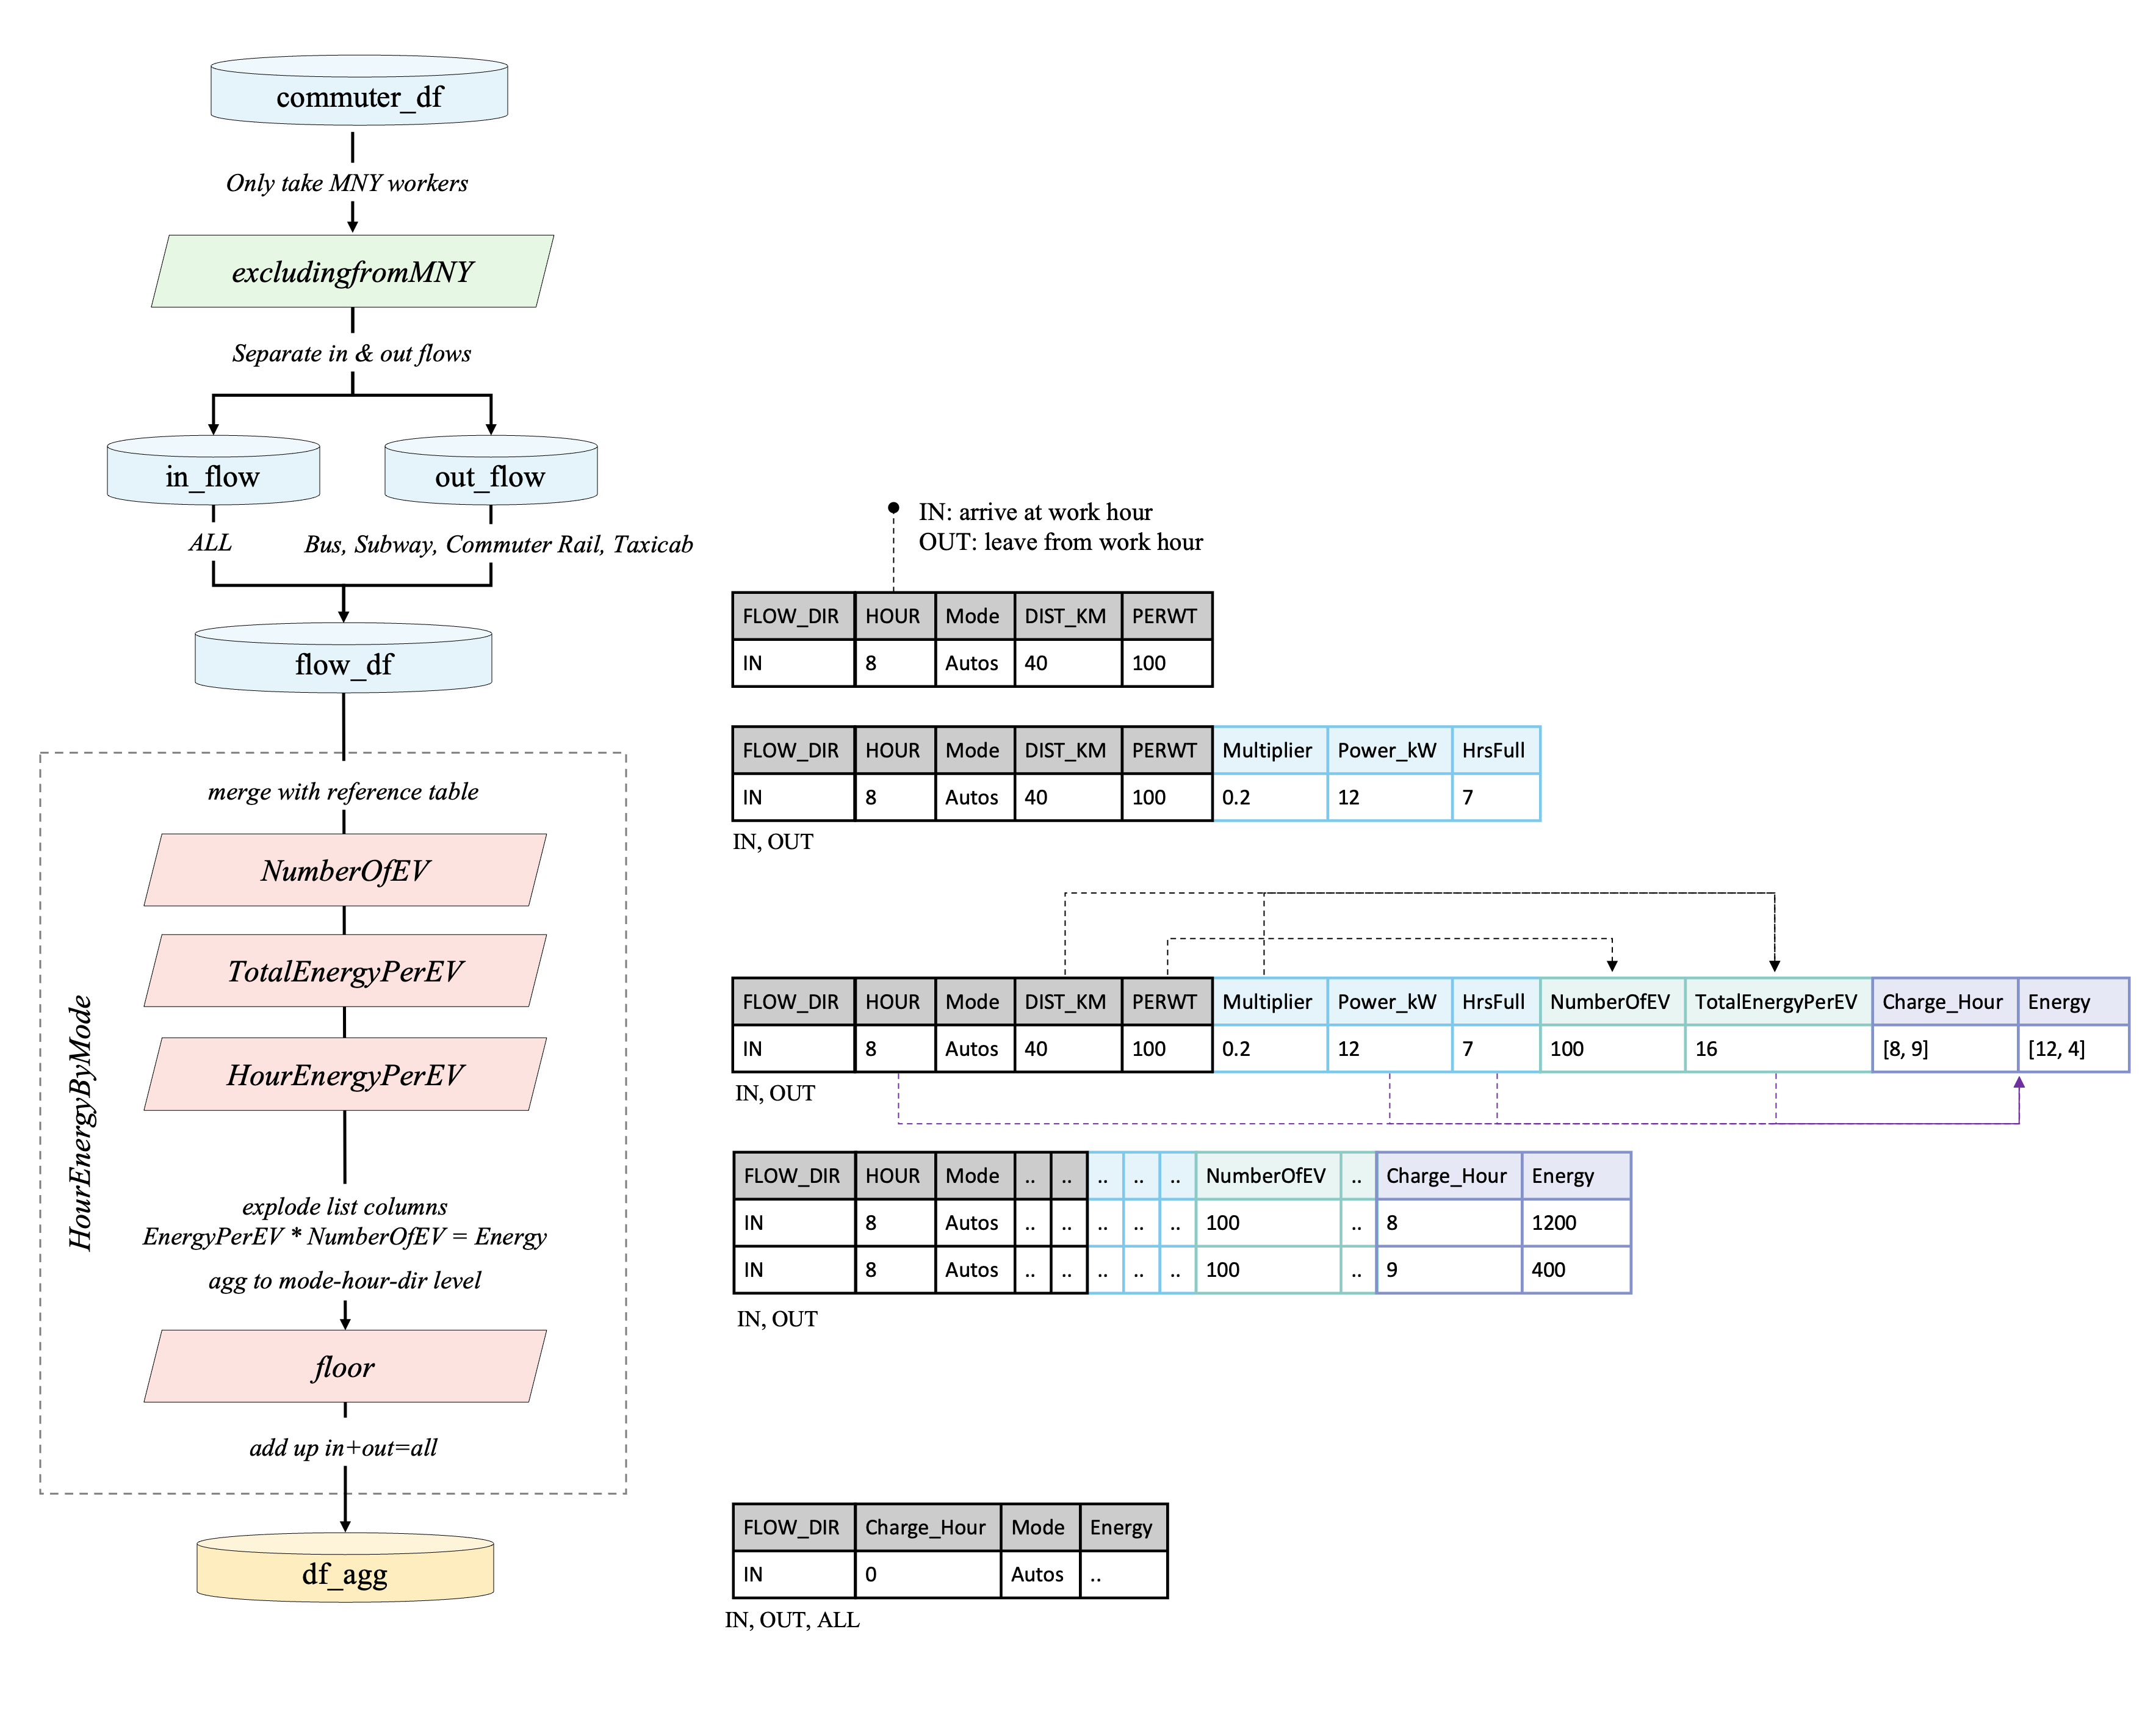 commuter_df
Only take MNY workers
excludingfromMNY
Separate in & out flows
in_flow
out_flow
ALL
Bus, Subway, Commuter Rail, Taxicab
flow_df
HourEnergyByMode
merge with reference table
NumberOfEV
TotalEnergyPerEV
HourEnergyPerEV
explode list columns
EnergyPerEV * NumberOfEV = Energy
agg to mode-hour-dir level
floor
add up in+out=all
df_agg
IN: arrive at work hour
OUT: leave from work hour
FLOW_DIR HOUR Mode DIST_KM PERWT
IN 8 Autos 40 100
FLOW_DIR HOUR Mode DIST_KM PERWT Multiplier Power_kW HrsFull
IN 8 Autos 40 100 0.2 12 7
IN, OUT
FLOW_DIR HOUR Mode DIST_KM PERWT Multiplier Power_kW HrsFull NumberOfEV TotalEnergyPerEV Charge_Hour Energy
IN 8 Autos 40 100 0.2 12 7 100 16 [8, 9] [12, 4]
IN, OUT
FLOW_DIR HOUR Mode .. .. .. .. .. NumberOfEV .. Charge_Hour Energy
IN 8 Autos .. .. .. .. .. 100 .. 8 1200
IN 8 Autos .. .. .. .. .. 100 .. 9 400
IN, OUT
FLOW_DIR Charge_Hour Mode Energy
IN 0 Autos ..
IN, OUT, ALL